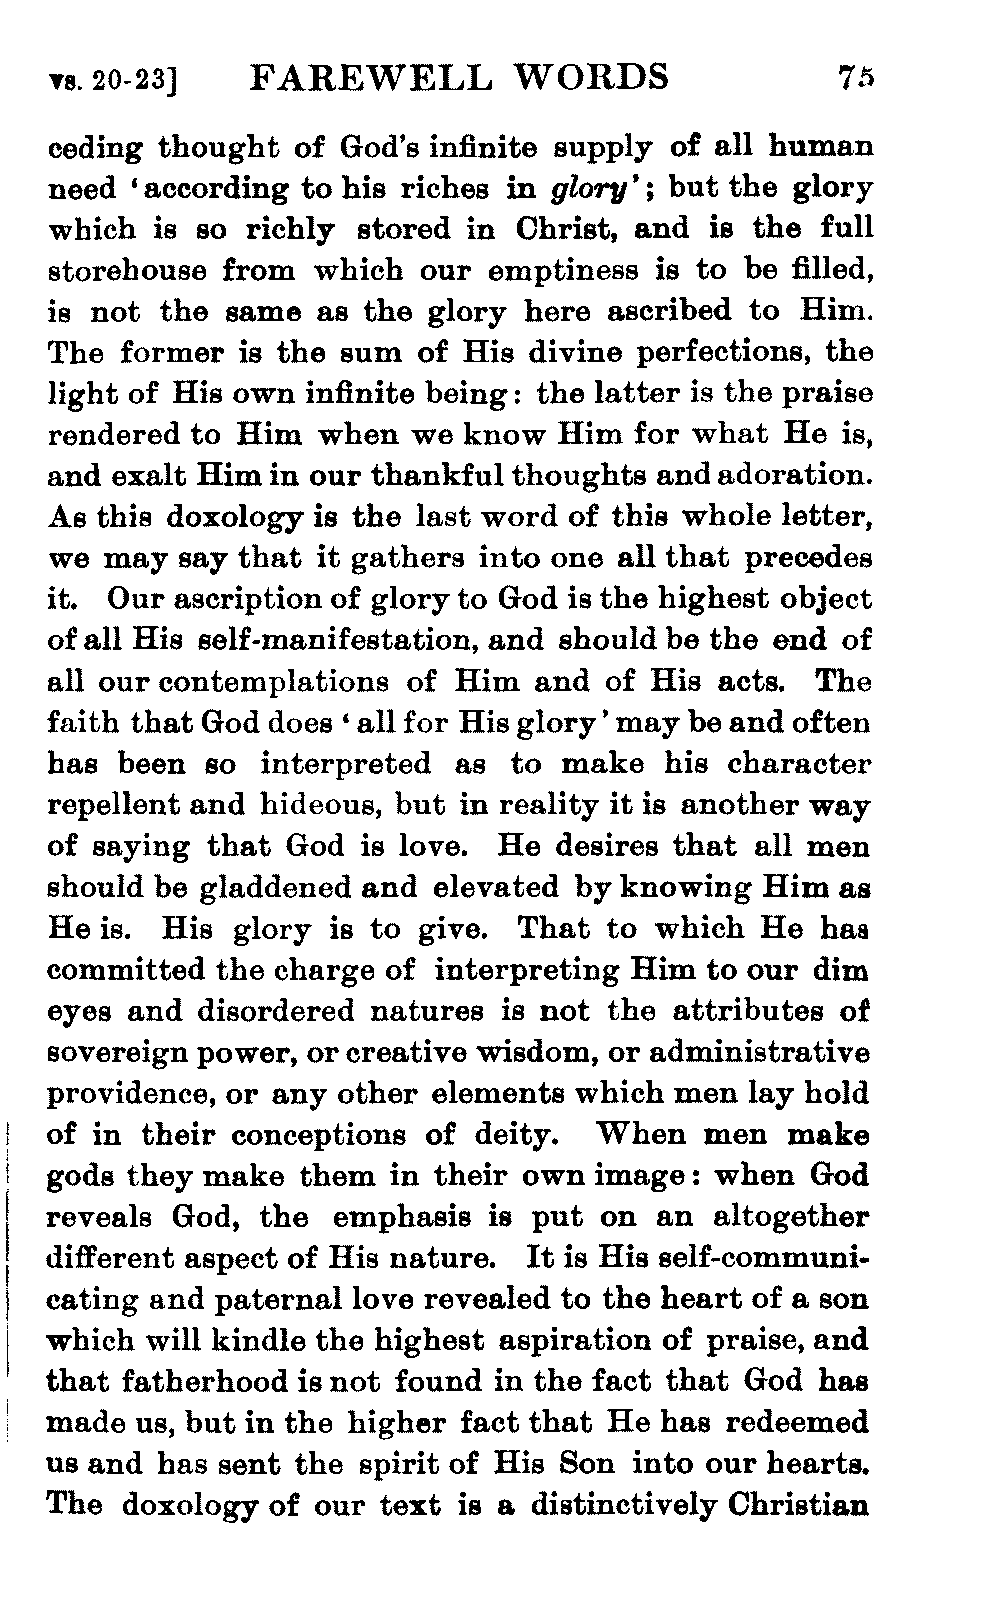 vs. 20-23] FAREWELL WORDS 75
ceding thought of God's infinite supply of all human
need 'according to his riches in glory'; but the glory
which is so richly stored in Christ, and is the full
storehouse from which our emptiness is to be filled,
is not the same as the glory here ascribed to Him.
The former is the sum of His divine perfections, the
light of His own infinite being: the latter is the praise
rendered to Him when we know Him for what He is,
and exalt Him in our thankful thoughts and adoration.
As this doxology is the last word of this whole letter,
we may say that it gathers into one all that precedes
it. Our ascription of glory to God is the highest object
of all His self-manifestation, and should be the end of
all our contemplations of Him and of His acts. The
faith that God does 'all for His glory' may be and often
has been so interpreted as to make his character
repellent and hideous, but in reality it is another way
of saying that God is love. He desires that all men
should be gladdened and elevated by knowing Him as
He is. His glory is to give. That to which He has
committed the charge of interpreting Him to our dim
eyes and disordered natures is not the attributes of
sovereign power, or creative wisdom, or administrative
providence, or any other elements which men lay hold
of in their conceptions of deity. When men make
gods they make them in their own image: when God
reveals God, the emphasis is put on an altogether
different aspect of His nature. It is His self-communi-
cating and paternal love revealed to the heart of a son
which will kindle the highest aspiration of praise, and
that fatherhood is not found in the fact that God has
made us, but in the higher fact that He has redeemed
us and has sent the spirit of His Son into our hearts.
The doxology of our text is a distinctively Christian